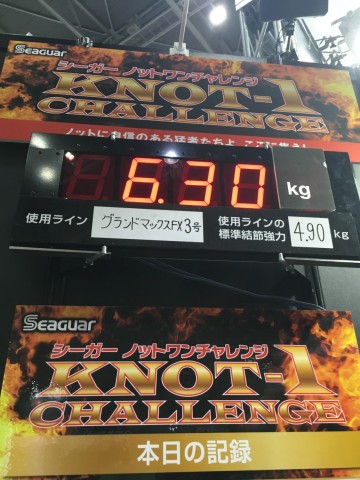 Seaguar
シーガー ノットワンチャレンジ
KNOT-1
CHALLENGE
ノットに自信のある猛者たちよ、ここに集え!
6.30 kg
使用ライン グランドマックスFX3号 使用ラインの
標準結節強力 4.90 kg
Seaguar
シーガー ノットワンチャレンジ
KNOT-1
CHALLENGE
本日の記録